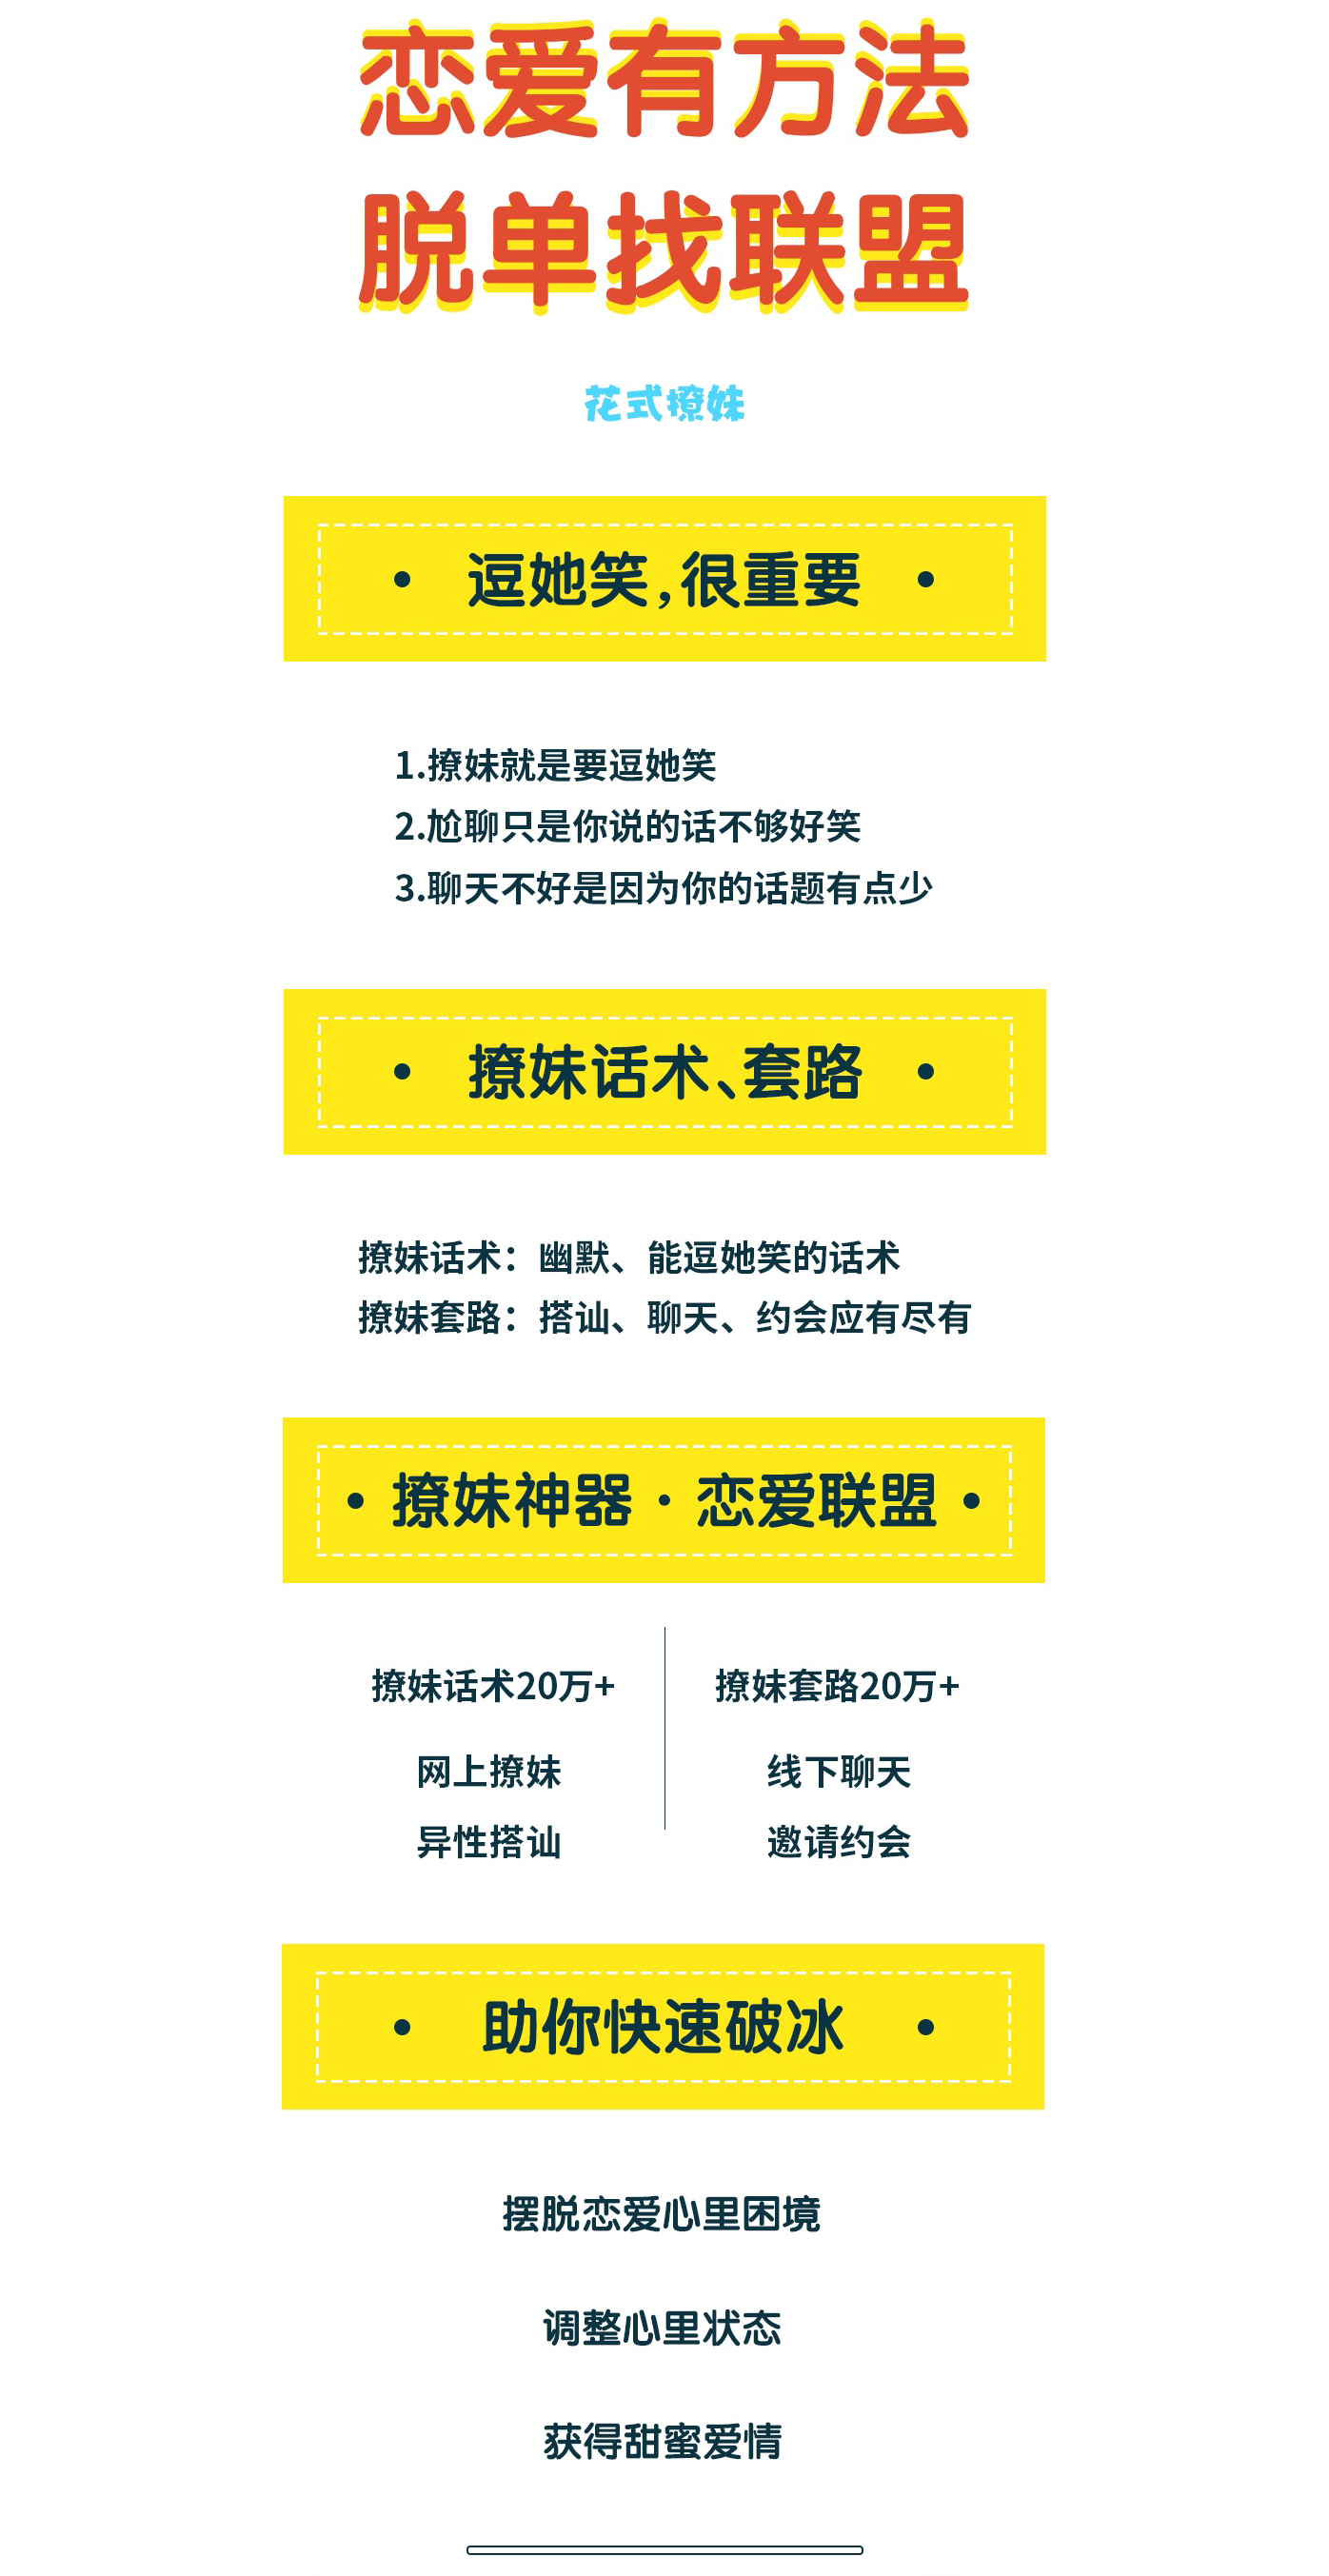 恋爱有方法
脱单找联盟
花式撩妹
• 逗她笑,很重要 •
1.撩妹就是要逗她笑
2.尬聊只是你说的话不够好笑
3.聊天不好是因为你的话题有点少
• 撩妹话术、套路 •
撩妹话术：幽默、能逗她笑的话术
撩妹套路：搭讪、聊天、约会应有尽有
• 撩妹神器 · 恋爱联盟 •
撩妹话术20万+
网上撩妹
异性搭讪
撩妹套路20万+
线下聊天
邀请约会
• 助你快速破冰 •
摆脱恋爱心里困境
调整心里状态
获得甜蜜爱情